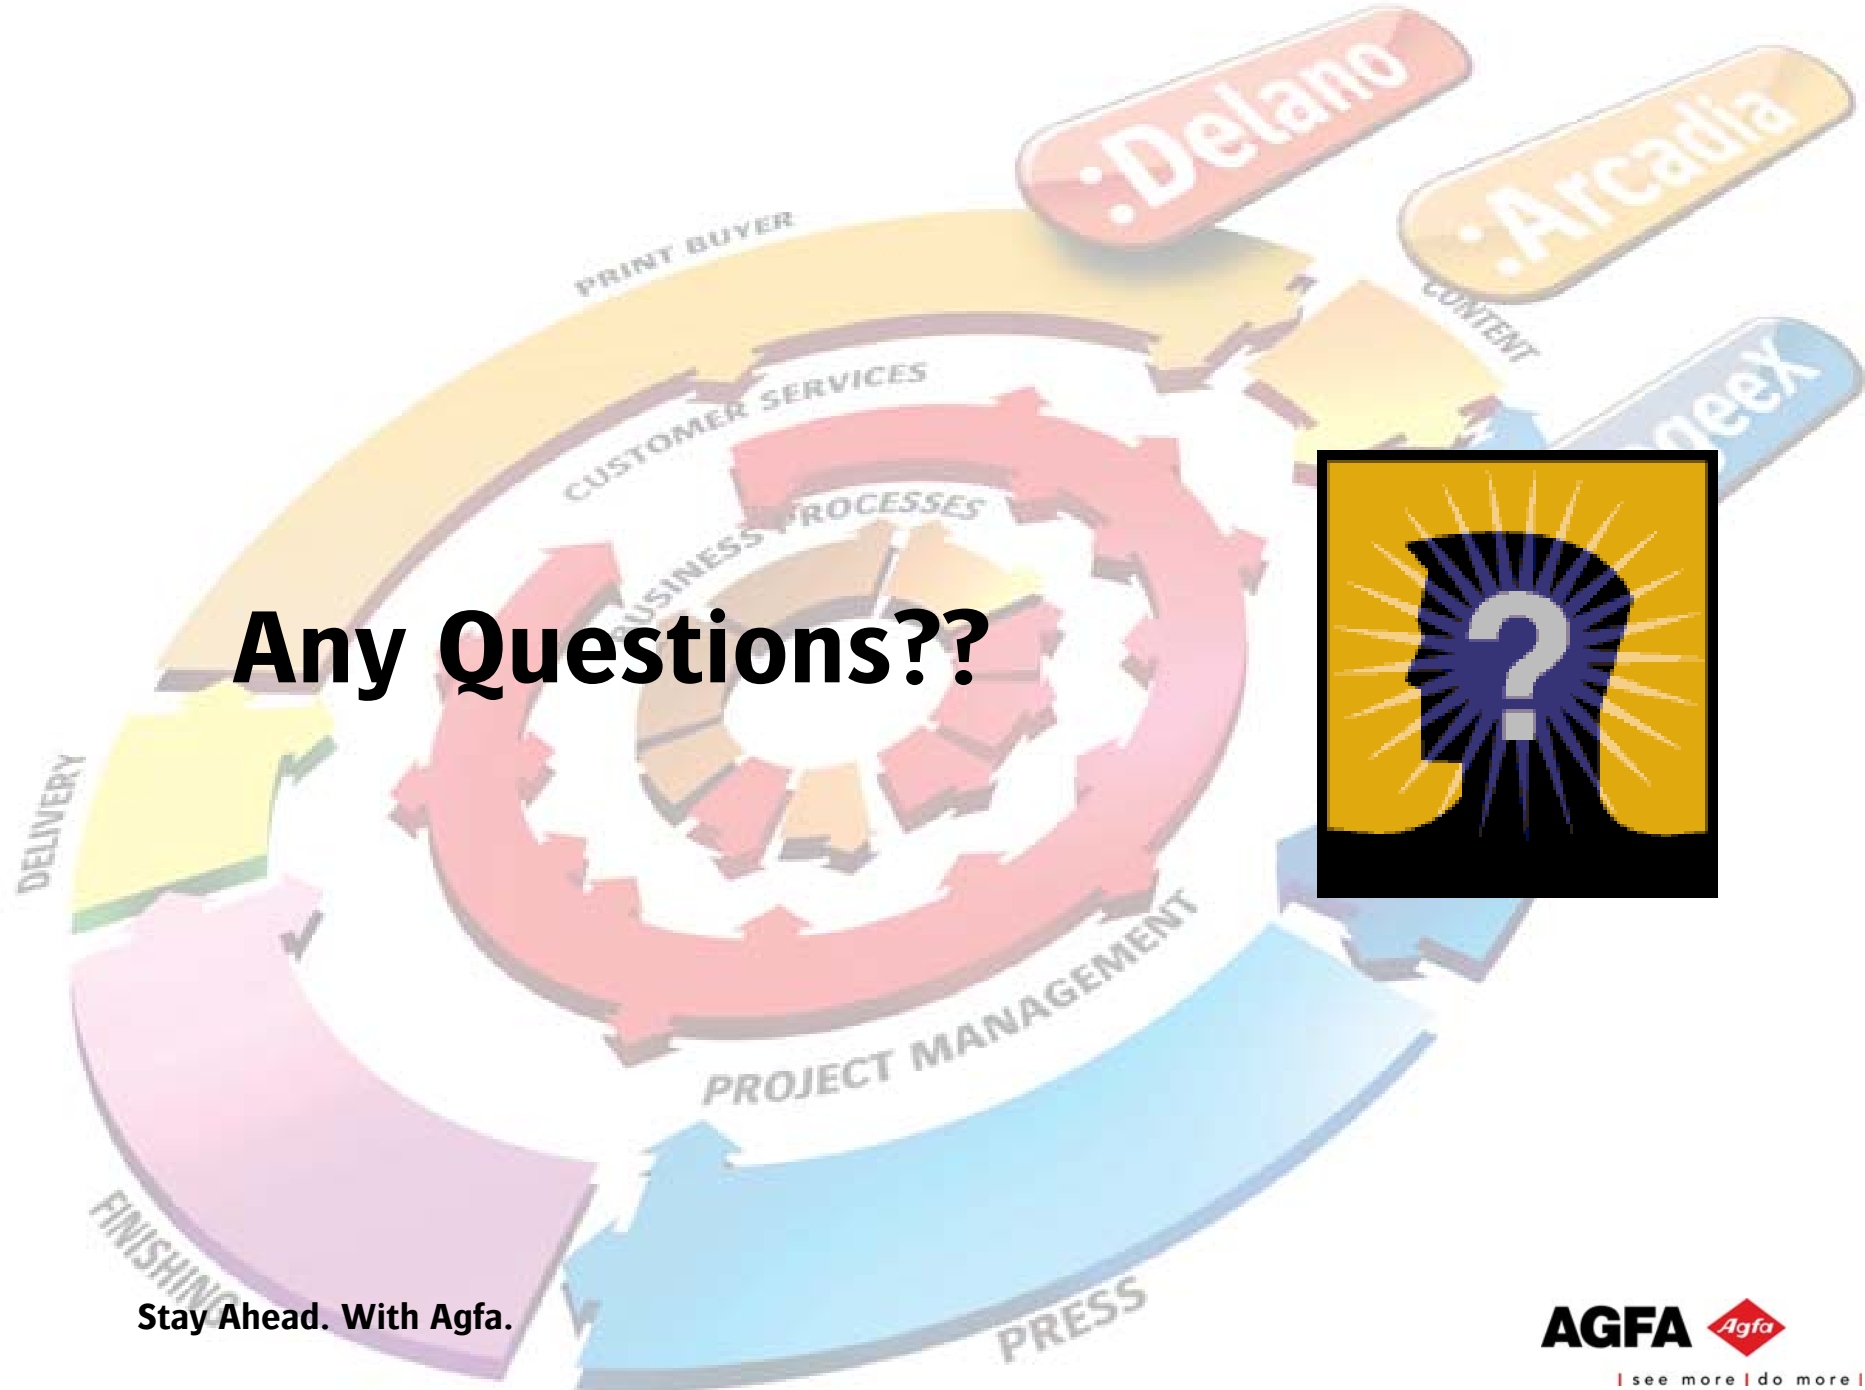 :Delano
:Arcadia
PRINT BUYER
CONTENT
geex
CUSTOMER SERVICES
BUSINESS PROCESSES
Any Questions??
?
DELIVERY
PROJECT MANAGEMENT
FINISHING
PRESS
Stay Ahead. With Agfa.
AGFA Agfa
| see more | do more |